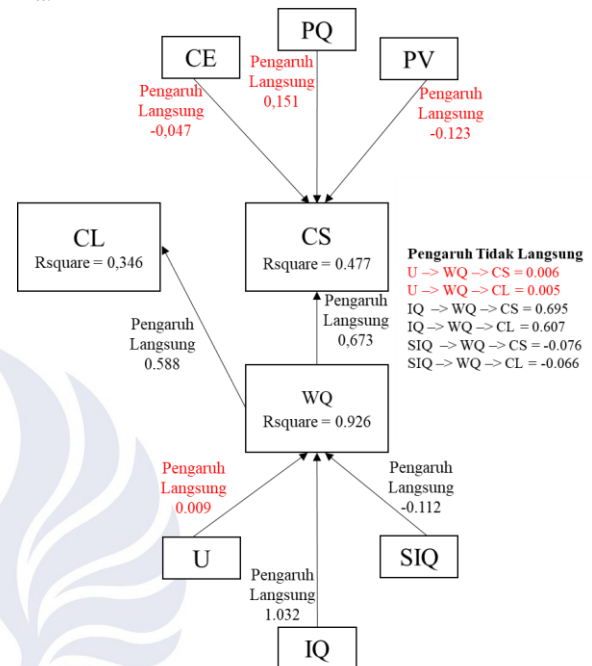 PQ
CE
PV
Pengaruh
Langsung
0,151
Pengaruh
Langsung
-0,047
Pengaruh
Langsung
-0.123
CL
Rsquare = 0,346
CS
Rsquare = 0.477
Pengaruh Tidak Langsung
U –> WQ –> CS = 0.006
U –> WQ –> CL = 0.005
IQ –> WQ –> CS = 0.695
IQ –> WQ –> CL = 0.607
SIQ –> WQ –> CS = -0.076
SIQ –> WQ –> CL = -0.066
Pengaruh
Langsung
0,673
Pengaruh
Langsung
0.588
WQ
Rsquare = 0.926
Pengaruh
Langsung
0.009
Pengaruh
Langsung
-0.112
U
SIQ
Pengaruh
Langsung
1.032
IQ